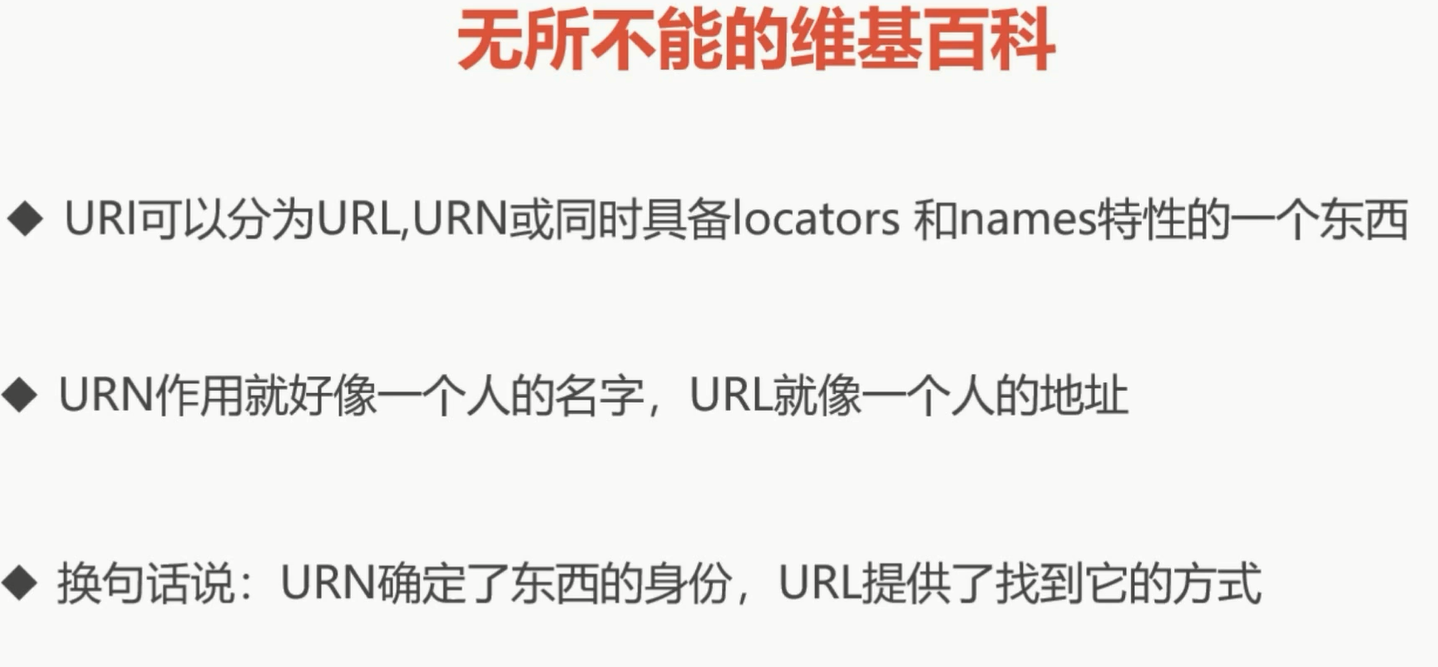 无所不能的维基百科
◆ URI可以分为URL,URN或同时具备locators 和names特性的一个东西
◆ URN作用就好像一个人的名字，URL就像一个人的地址
◆ 换句话说：URN确定了东西的身份，URL提供了找到它的方式